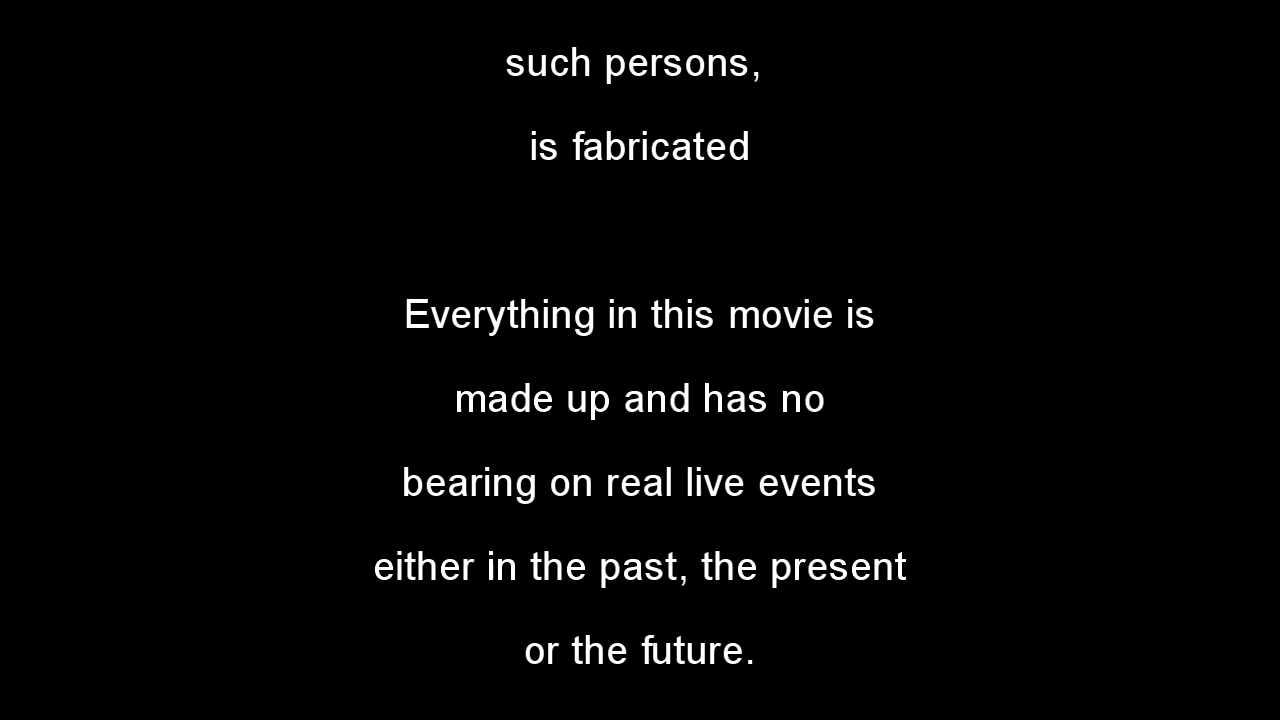 such persons,
is fabricated
Everything in this movie is
made up and has no
bearing on real live events
either in the past, the present
or the future.